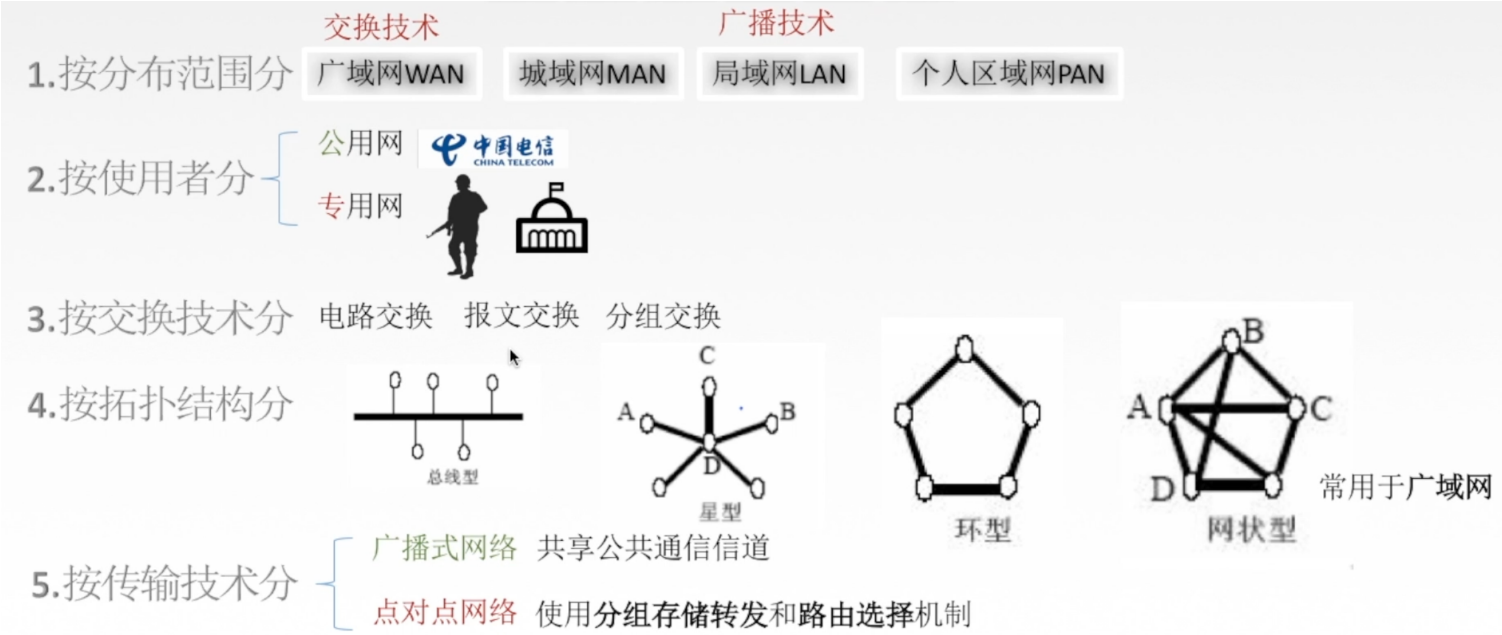 交换技术 广播技术
1.按分布范围分 广域网WAN 城域网MAN 局域网LAN 个人区域网PAN
公用网 中国电信
CHINA TELECOM
2.按使用者分
专用网
3.按交换技术分 电路交换 报文交换 分组交换
4.按拓扑结构分
总线型
C
A B
D
星型
环型
B
A C
D
常用于广域网
网状型
广播式网络 共享公共通信信道
5.按传输技术分
点对点网络 使用分组存储转发和路由选择机制